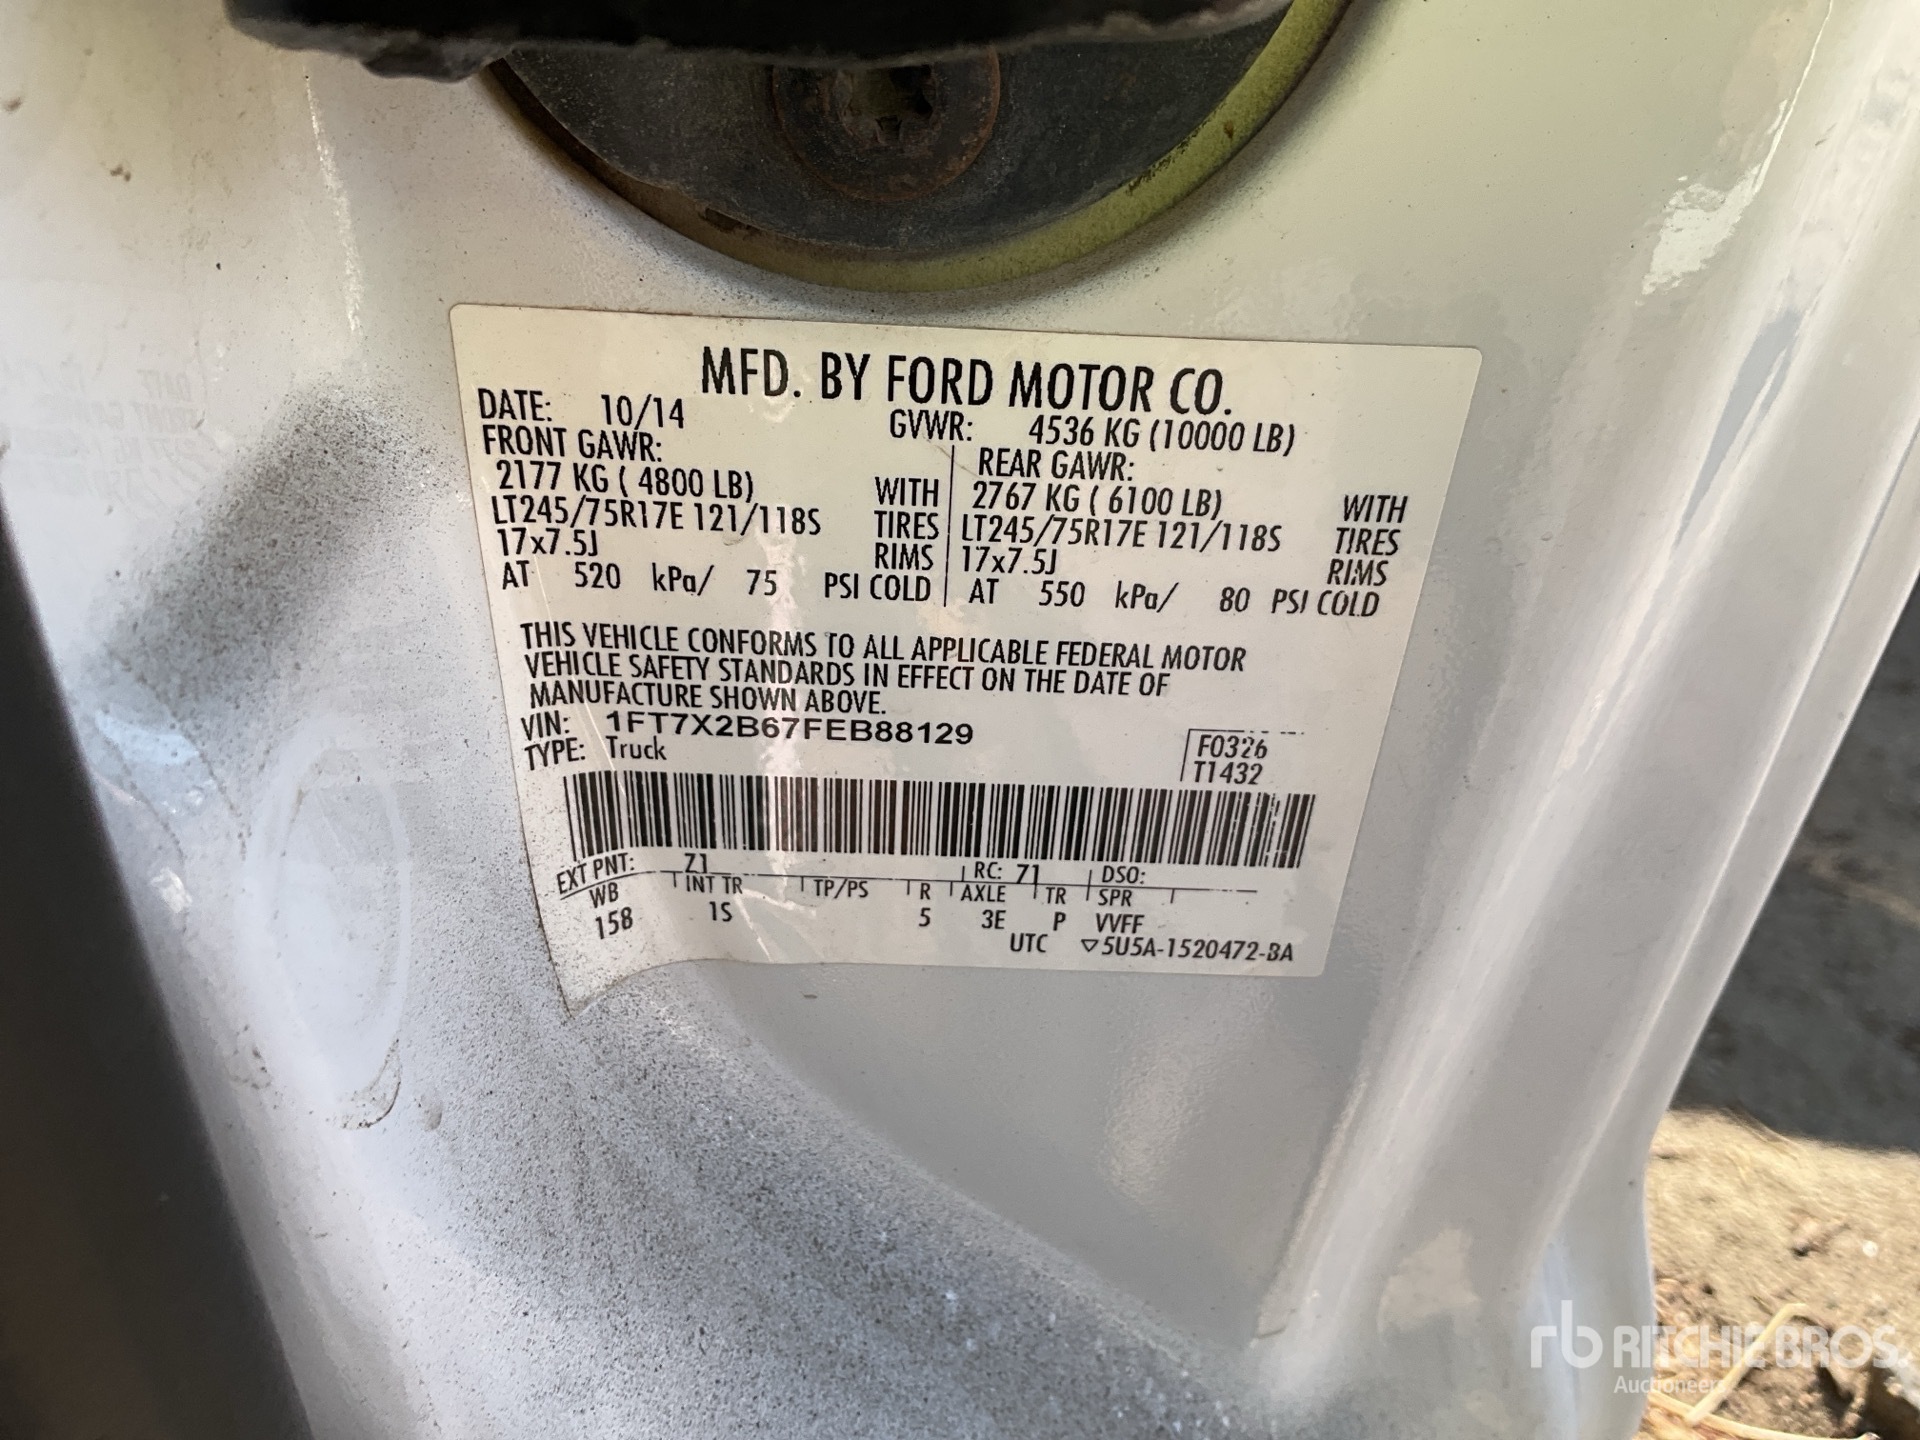 MFD. BY FORD MOTOR CO.
DATE: 10/14 GVWR: 4536 KG (10000 LB)
FRONT GAWR: REAR GAWR:
2177 KG ( 4800 LB) WITH 2767 KG ( 6100 LB) WITH
LT245/75R17E 121/118S TIRES LT245/75R17E 121/118S TIRES
17x7.5J RIMS 17x7.5J RIMS
AT 520 kPa/ 75 PSI COLD AT 550 kPa/ 80 PSI COLD
THIS VEHICLE CONFORMS TO ALL APPLICABLE FEDERAL MOTOR
VEHICLE SAFETY STANDARDS IN EFFECT ON THE DATE OF
MANUFACTURE SHOWN ABOVE.
VIN: 1FT7X2B67FEB88129
TYPE: Truck
F0326
T1432
EXT PNT: Z1 RC: 71 DSO:
WB INT TR TP/PS R AXLE TR SPR
158 1S 5 3E P VVFF
UTC ▽5U5A-1520472-BA
rb RITCHIE BROS.
Auctioneers